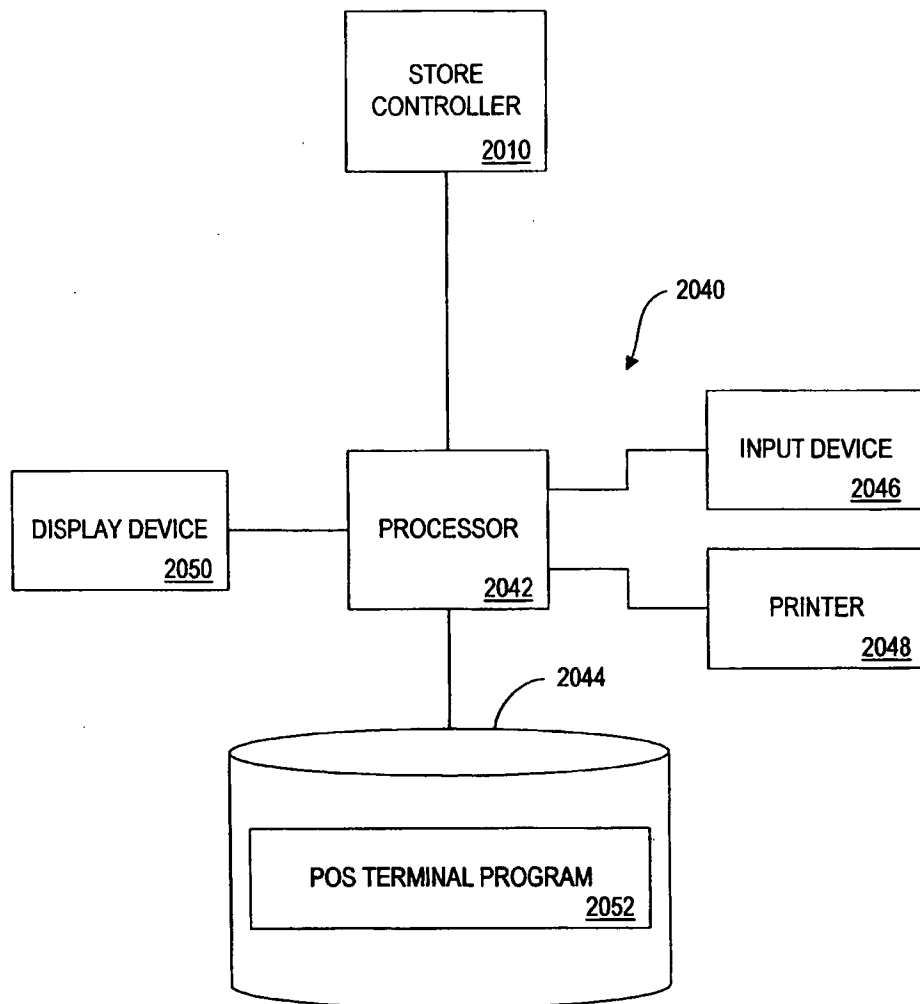 STORE
CONTROLLER
2010
2040
INPUT DEVICE
2046
DISPLAY DEVICE
2050
PROCESSOR
2042
PRINTER
2048
2044
POS TERMINAL PROGRAM
2052